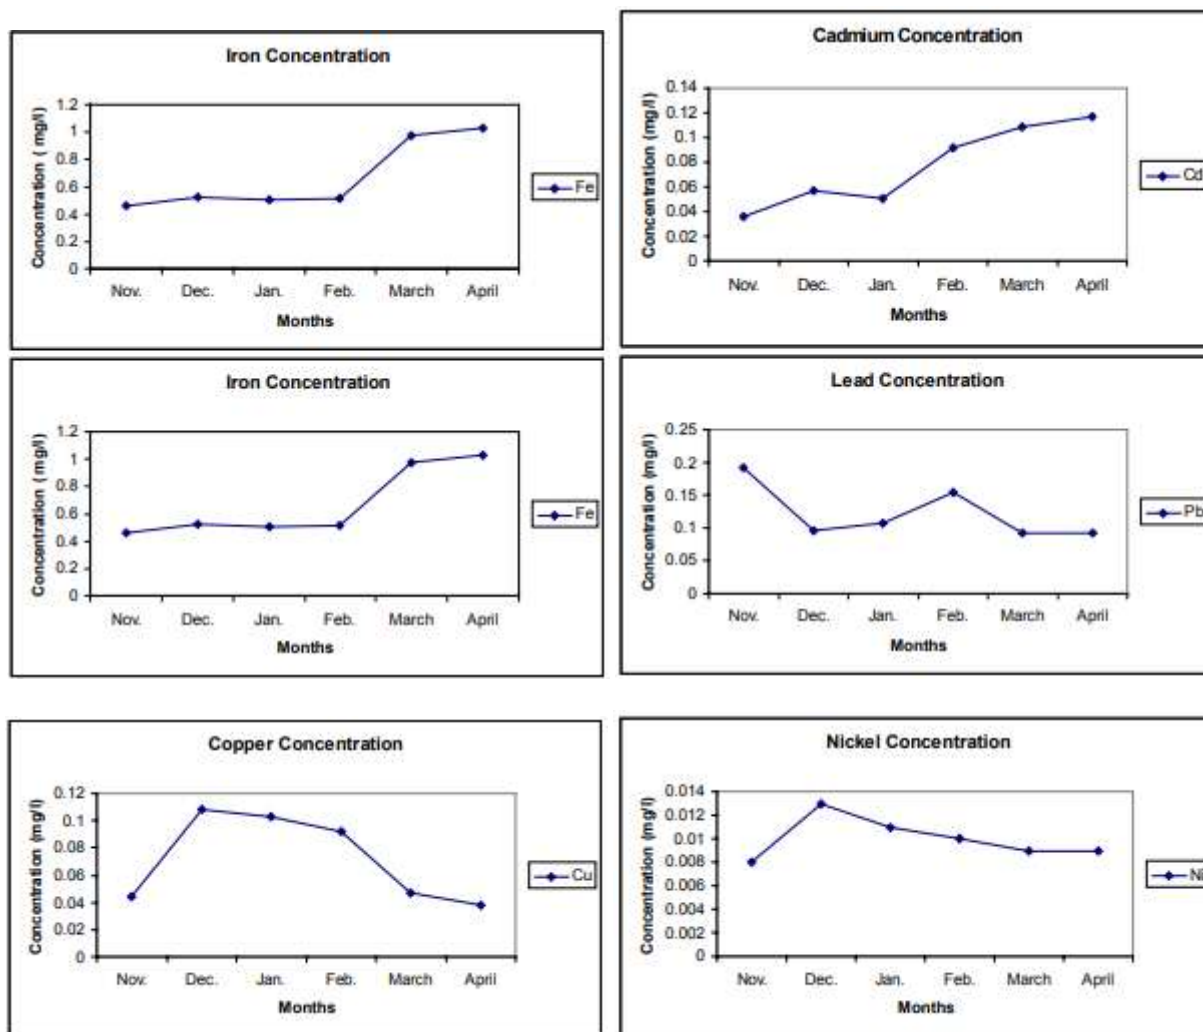 Iron Concentration
Concentration ( mg/l)
1.2
1
0.8
0.6
0.4
0.2
0
Nov. Dec. Jan. Feb. March April
Months
Fe
Cadmium Concentration
Concentration (mg/l)
0.14
0.12
0.1
0.08
0.06
0.04
0.02
0
Nov. Dec. Jan. Feb. March April
Months
Cd
Iron Concentration
Concentration ( mg/l)
1.2
1
0.8
0.6
0.4
0.2
0
Nov. Dec. Jan. Feb. March April
Months
Fe
Lead Concentration
Concentration (mg/l)
0.25
0.2
0.15
0.1
0.05
0
Nov. Dec. Jan. Feb. March April
Months
Pb
Copper Concentration
Concentration (mg/l)
0.12
0.1
0.08
0.06
0.04
0.02
0
Nov. Dec. Jan. Feb. March April
Months
Cu
Nickel Concentration
Concentration (mg/l)
0.014
0.012
0.01
0.008
0.006
0.004
0.002
0
Nov. Dec. Jan. Feb. March April
Months
Ni